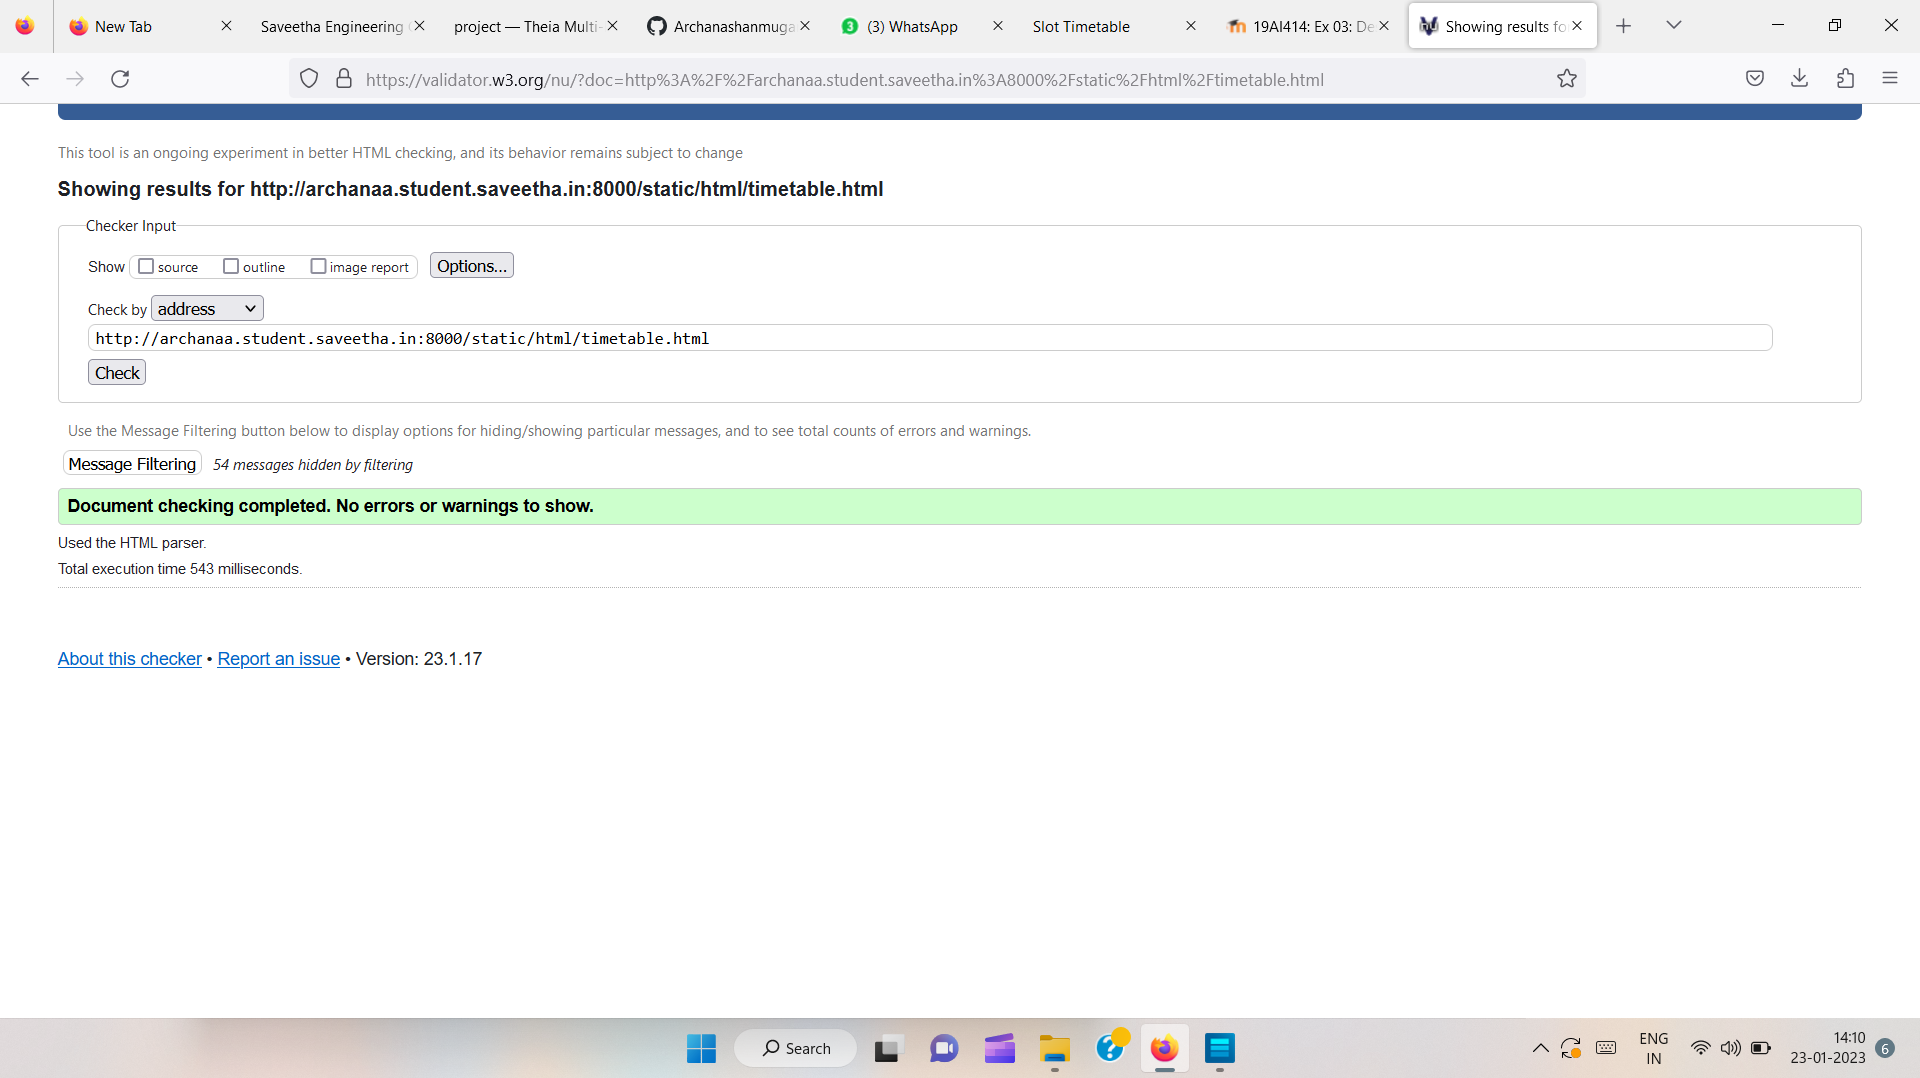 New Tab
Saveetha Engineering
project — Theia Multi-
Archanashanmuga
(3) WhatsApp
Slot Timetable
19AI414: Ex 03: De
Showing results fo
https://validator.w3.org/nu/?doc=http%3A%2F%2Farchanaa.student.saveetha.in%3A8000%2Fstatic%2Fhtml%2Ftimetable.html
This tool is an ongoing experiment in better HTML checking, and its behavior remains subject to change
Showing results for http://archanaa.student.saveetha.in:8000/static/html/timetable.html
Checker Input
Show source outline image report Options...
Check by address
http://archanaa.student.saveetha.in:8000/static/html/timetable.html
Check
Use the Message Filtering button below to display options for hiding/showing particular messages, and to see total counts of errors and warnings.
Message Filtering 54 messages hidden by filtering
Document checking completed. No errors or warnings to show.
Used the HTML parser.
Total execution time 543 milliseconds.
About this checker • Report an issue • Version: 23.1.17
Search
ENG
IN
14:10
23-01-2023
6